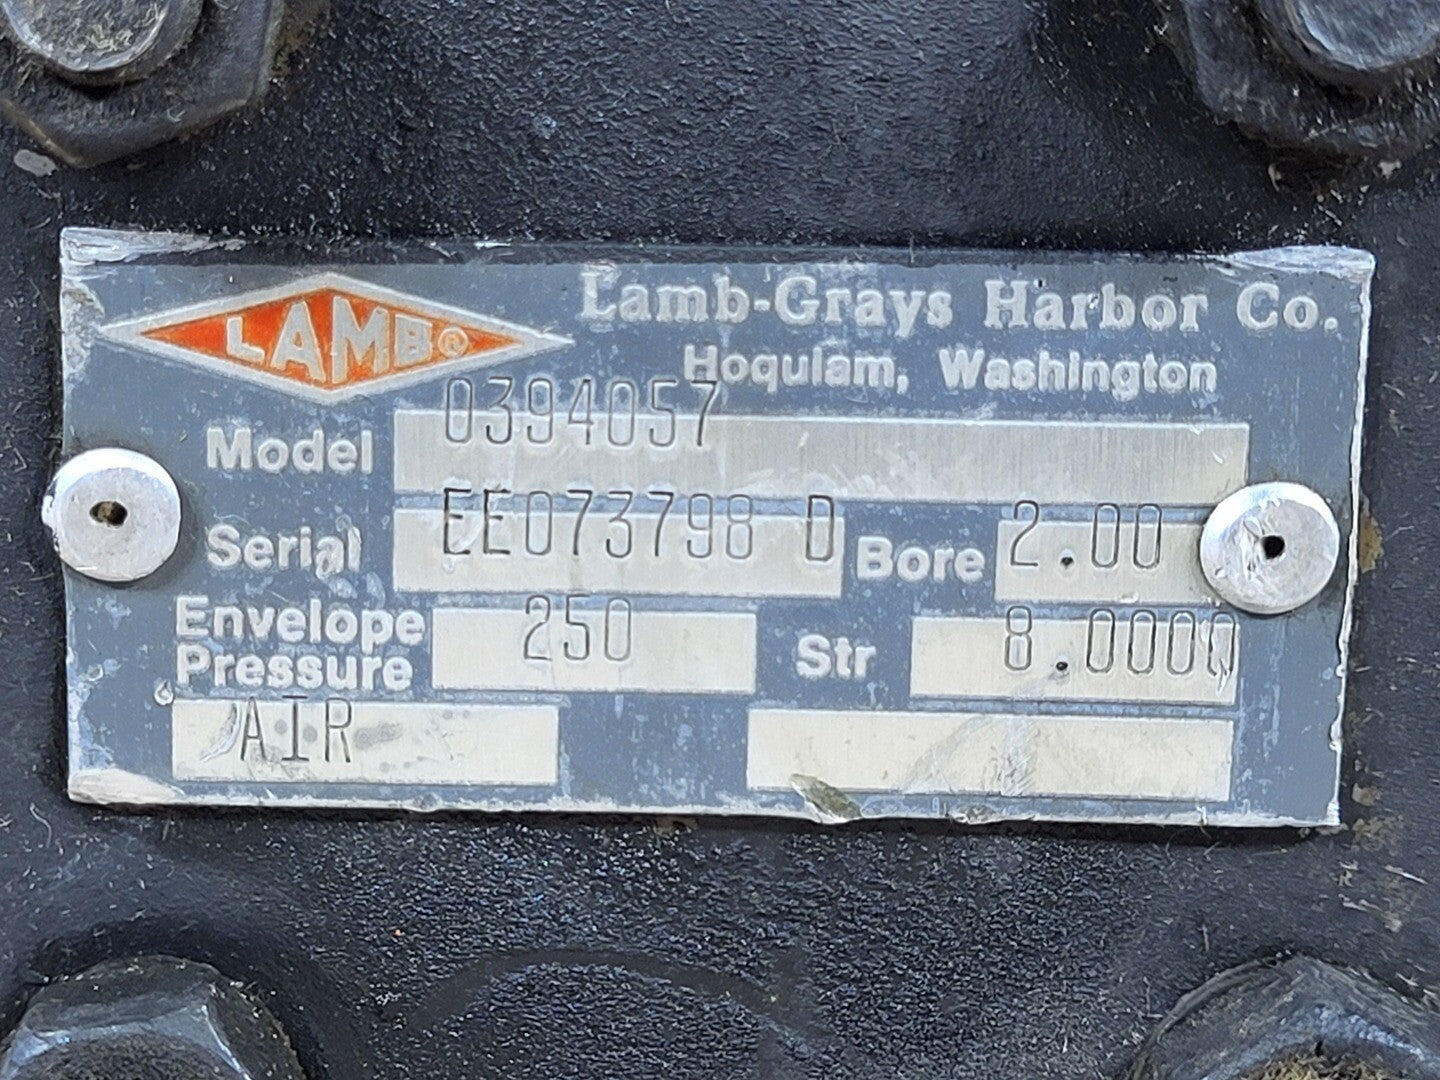 LAMB®
Lamb-Grays Harbor Co.
Hoquiam, Washington
Model 0394057
Serial EE073798 D Bore 2.00
Envelope Pressure 250 Str 8.0000
AIR